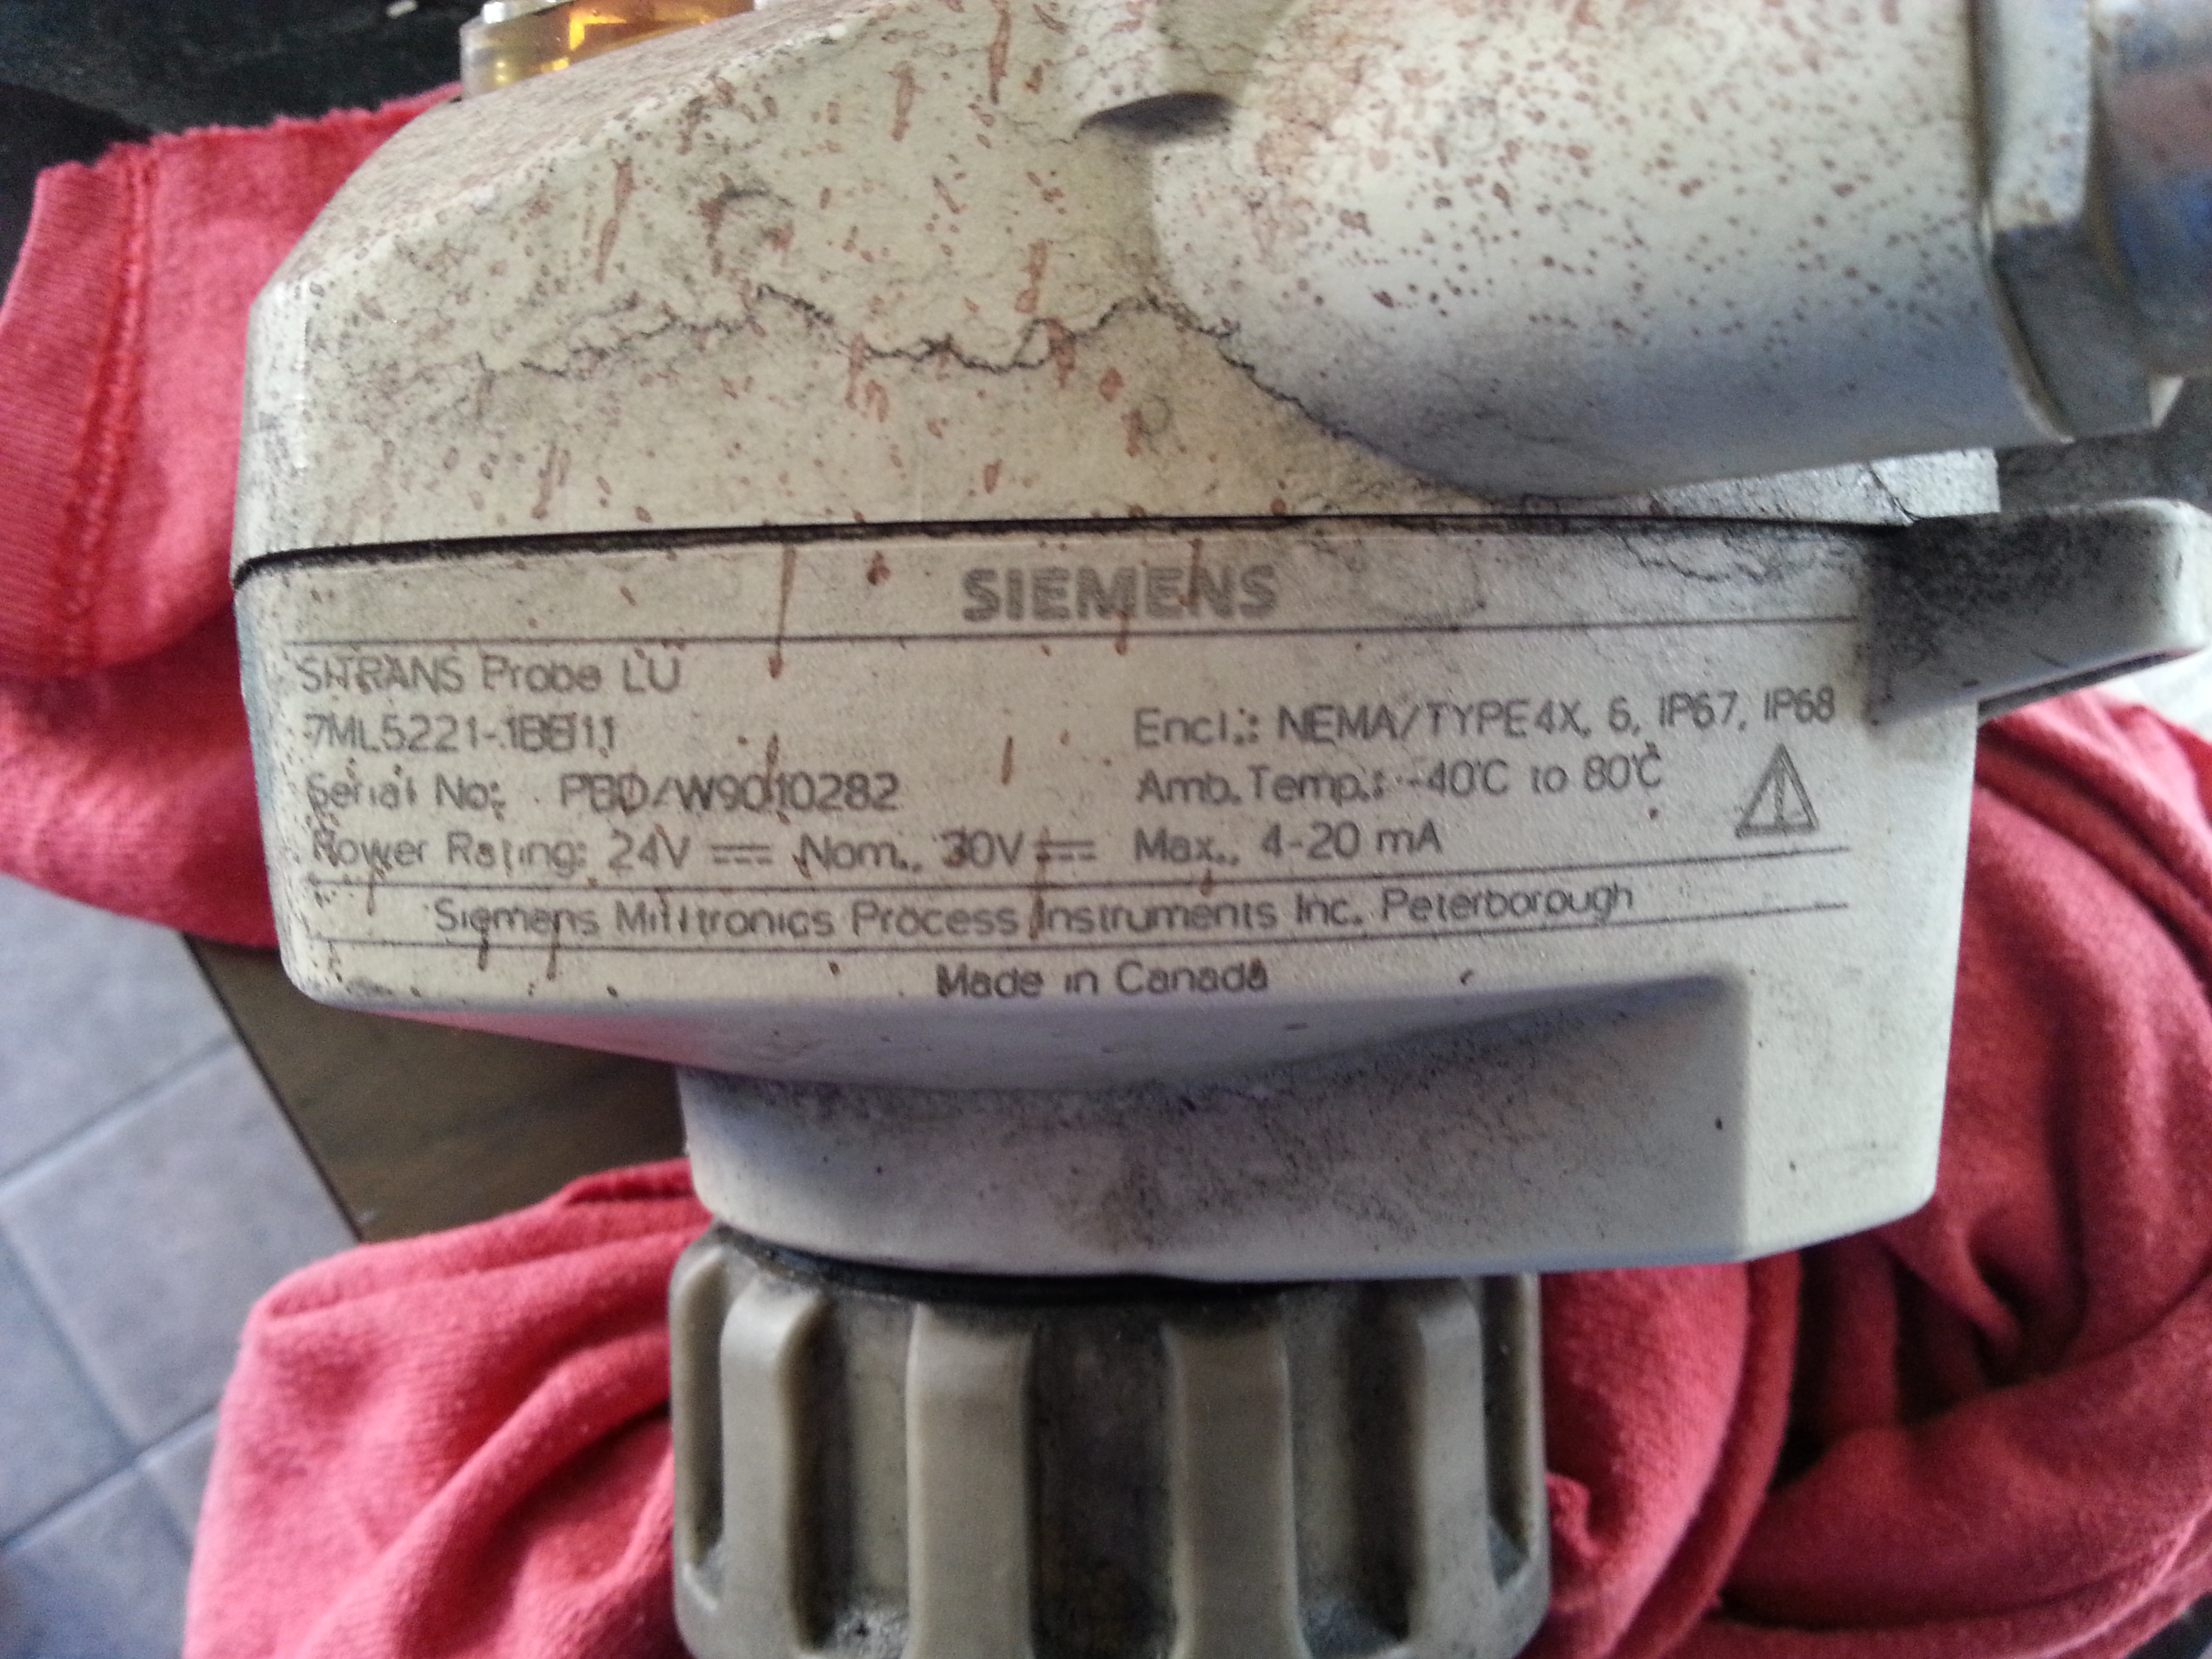 SIEMENS
SITRANS Probe LU
7ML5221-1BB11
Encl.: NEMA/TYPE4X, 6, IP67, IP68
Serial No: PBD/W9010282
Amb. Temp.: -40°C to 80°C
Power Rating: 24V Nom., 30V Max., 4-20 mA
Siemens Milltronics Process Instruments Inc. Peterborough
Made in Canada